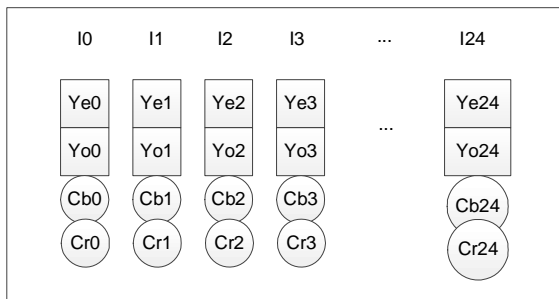 I0 I1 I2 I3 ... I24
Ye0 Ye1 Ye2 Ye3 ... Ye24
Yo0 Yo1 Yo2 Yo3 Yo24
Cb0 Cb1 Cb2 Cb3 Cb24
Cr0 Cr1 Cr2 Cr3 Cr24